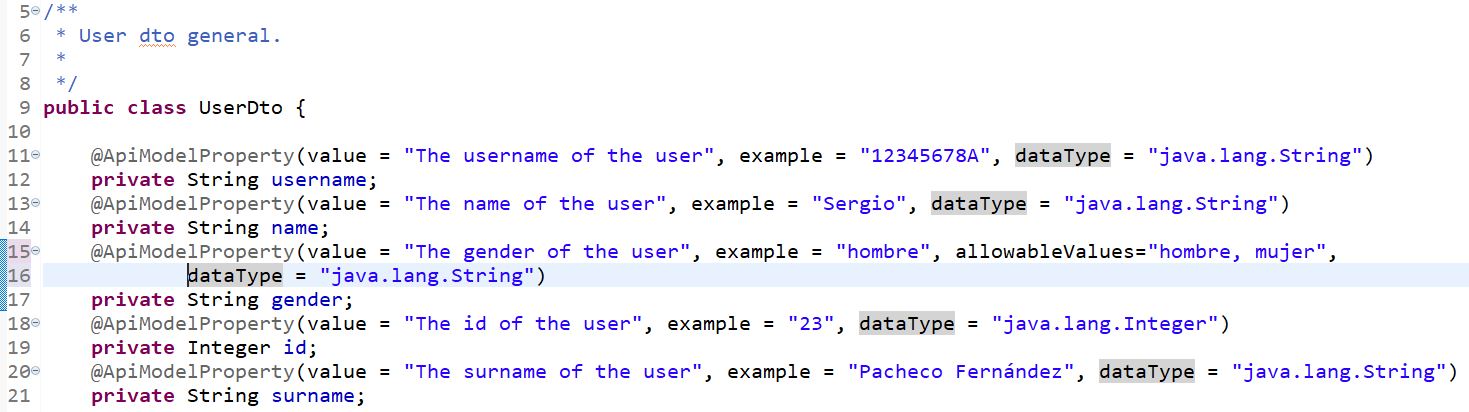 5 /**
6  * User dto general.
7  *
8  */
9 public class UserDto {
10
11     @ApiModelProperty(value = "The username of the user", example = "12345678A", dataType = "java.lang.String")
12     private String username;
13     @ApiModelProperty(value = "The name of the user", example = "Sergio", dataType = "java.lang.String")
14     private String name;
15     @ApiModelProperty(value = "The gender of the user", example = "hombre", allowableValues="hombre, mujer",
16             dataType = "java.lang.String")
17     private String gender;
18     @ApiModelProperty(value = "The id of the user", example = "23", dataType = "java.lang.Integer")
19     private Integer id;
20     @ApiModelProperty(value = "The surname of the user", example = "Pacheco Fernández", dataType = "java.lang.String")
21     private String surname;